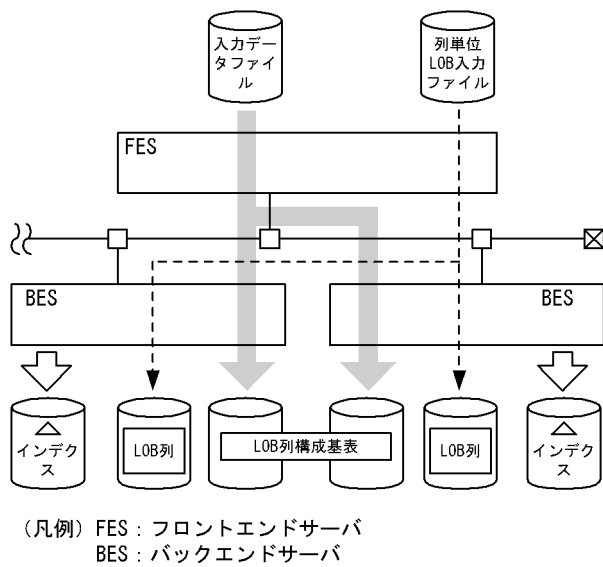 入力デー
タファイ
ル
列単位
LOB入力
ファイル
FES
BES
BES
インデク
ス
LOB列
LOB列構成基表
LOB列
インデク
ス
（凡例）FES：フロントエンドサーバ
BES：バックエンドサーバ